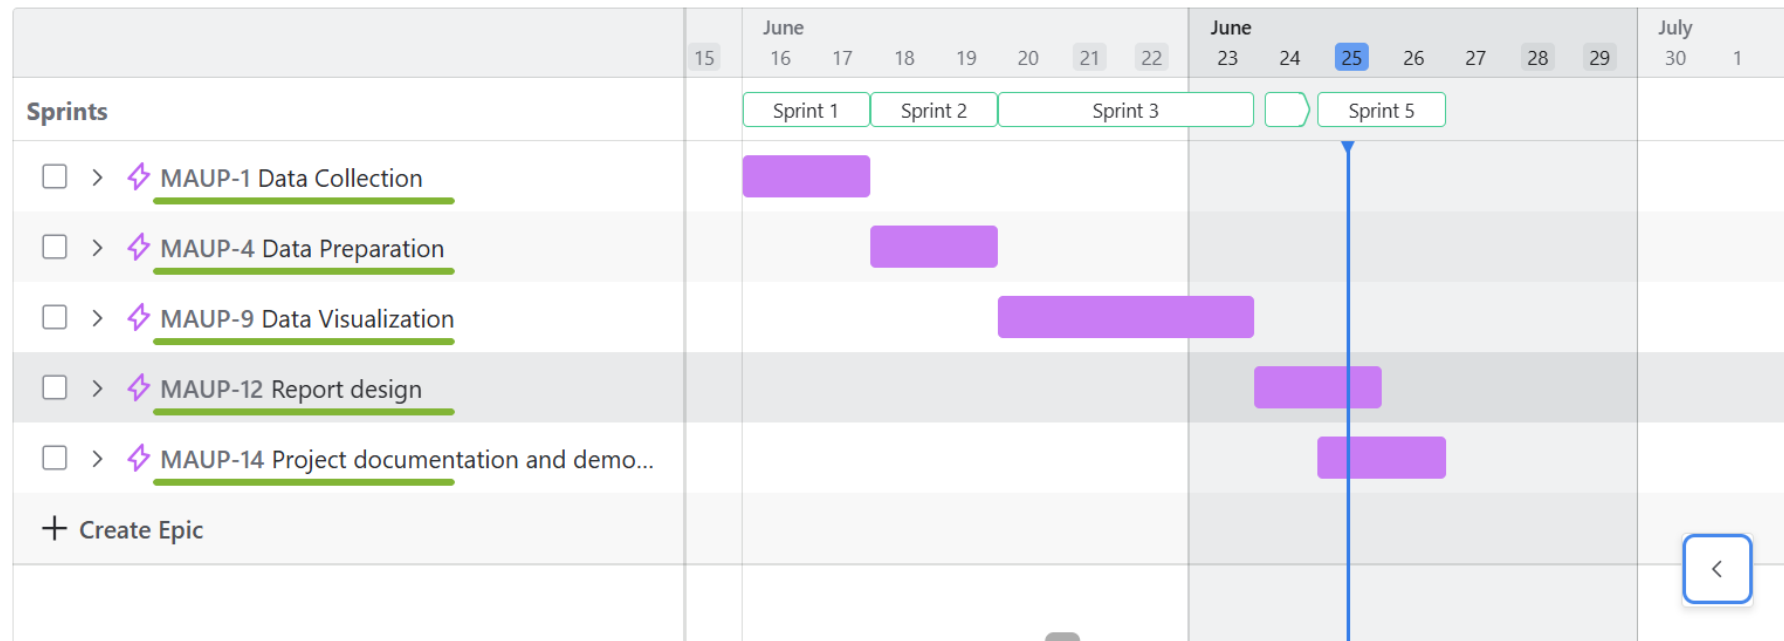 June June July
15 16 17 18 19 20 21 22 23 24 25 26 27 28 29 30 1
Sprints Sprint 1 Sprint 2 Sprint 3 Sprint 5
MAUP-1 Data Collection
MAUP-4 Data Preparation
MAUP-9 Data Visualization
MAUP-12 Report design
MAUP-14 Project documentation and demo...
+ Create Epic